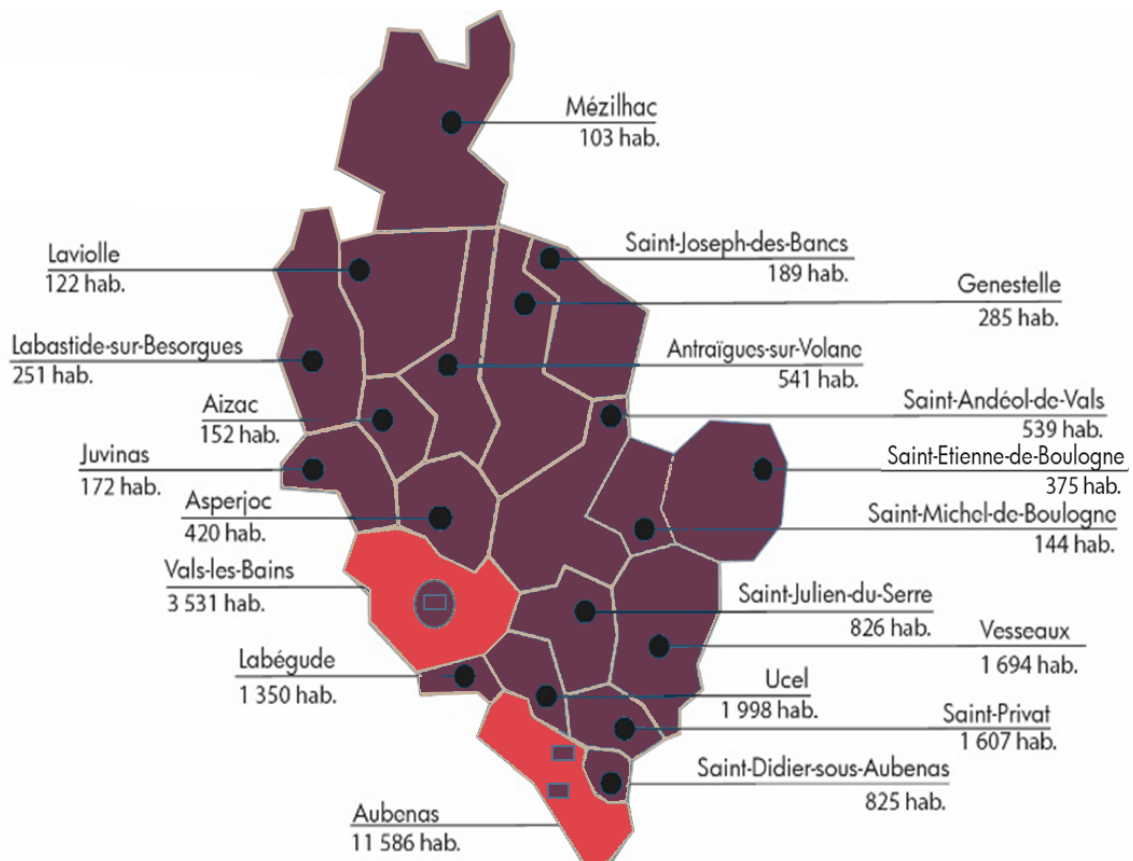 Mézilhac
103 hab.
Laviolle
122 hab.
Saint-Joseph-des-Bancs
189 hab.
Genestelle
285 hab.
Labastide-sur-Besorgues
251 hab.
Antraïgues-sur-Volane
541 hab.
Aizac
152 hab.
Saint-Andéol-de-Vals
539 hab.
Juvinas
172 hab.
Saint-Etienne-de-Boulogne
375 hab.
Asperjoc
420 hab.
Saint-Michel-de-Boulogne
144 hab.
Vals-les-Bains
3 531 hab.
Saint-Julien-du-Serre
826 hab.
Vesseaux
1 694 hab.
Labégude
1 350 hab.
Ucel
1 998 hab.
Saint-Privat
1 607 hab.
Saint-Didier-sous-Aubenas
825 hab.
Aubenas
11 586 hab.